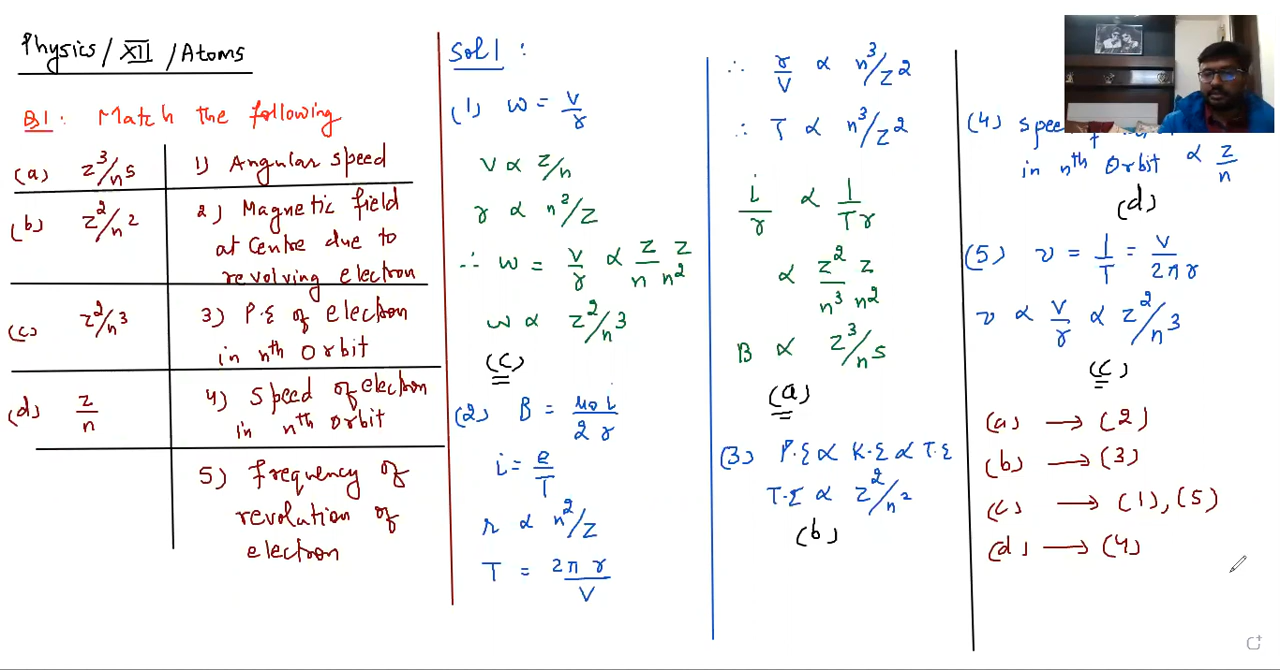 Physics/XII/Atoms
Q1: Match the following
(a) z³/n⁵ 1) Angular speed
(b) z²/n² 2) Magnetic field
at centre due to
revolving electron
(c) z²/n³ 3) P.E of electron
in nᵗʰ Orbit
(d) z/n 4) Speed of electron
in nᵗʰ Orbit
5) Frequency of
revolution of
electron
Sol 1:
(1) w = v/r
v ∝ z/n
r ∝ n²/z
∴ w = v/r ∝ z/n z/n²
w ∝ z²/n³
(c)
(2) B = μ₀i/2r
i = e/T
r ∝ n²/z
T = 2πr/v
∴ r/v ∝ n³/z²
∴ T ∝ n³/z²
i/r ∝ 1/Tr
∝ z²/n³ z/n²
B ∝ z³/n⁵
(a)
(3) P.E ∝ K.E ∝ T.E
T.E ∝ z²/n²
(b)
(4)
in nᵗʰ Orbit ∝ z/n
(d)
(5) ν = 1/T = v/2πr
ν ∝ v/r ∝ z²/n³
(c)
(a) → (2)
(b) → (3)
(c) → (1), (5)
(d) → (4)